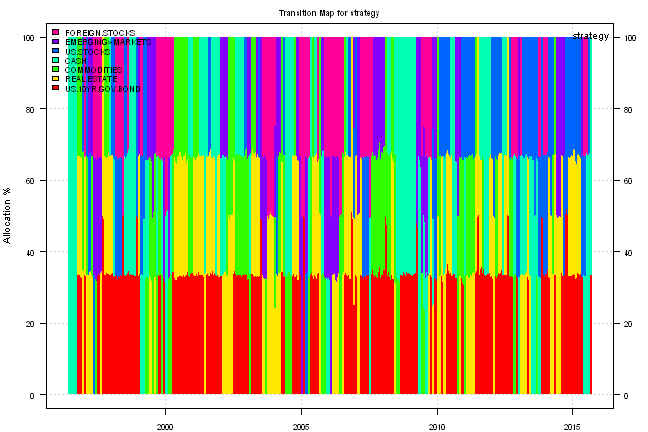 Transition Map for strategy
strategy
FOREIGN.STOCKS
EMERGING>MARKETS
US.STOCKS
CASH
COMMODITIES
REAL.ESTATE
US.10YR.GOV.BOND
Allocation %
100
80
60
40
20
0
100
80
60
40
20
0
2000 2005 2010 2015